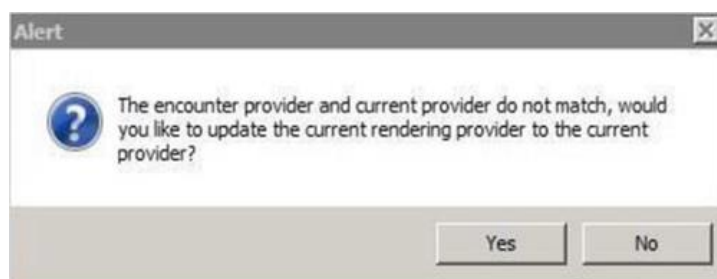 Alert
The encounter provider and current provider do not match, would
you like to update the current rendering provider to the current
provider?
Yes No